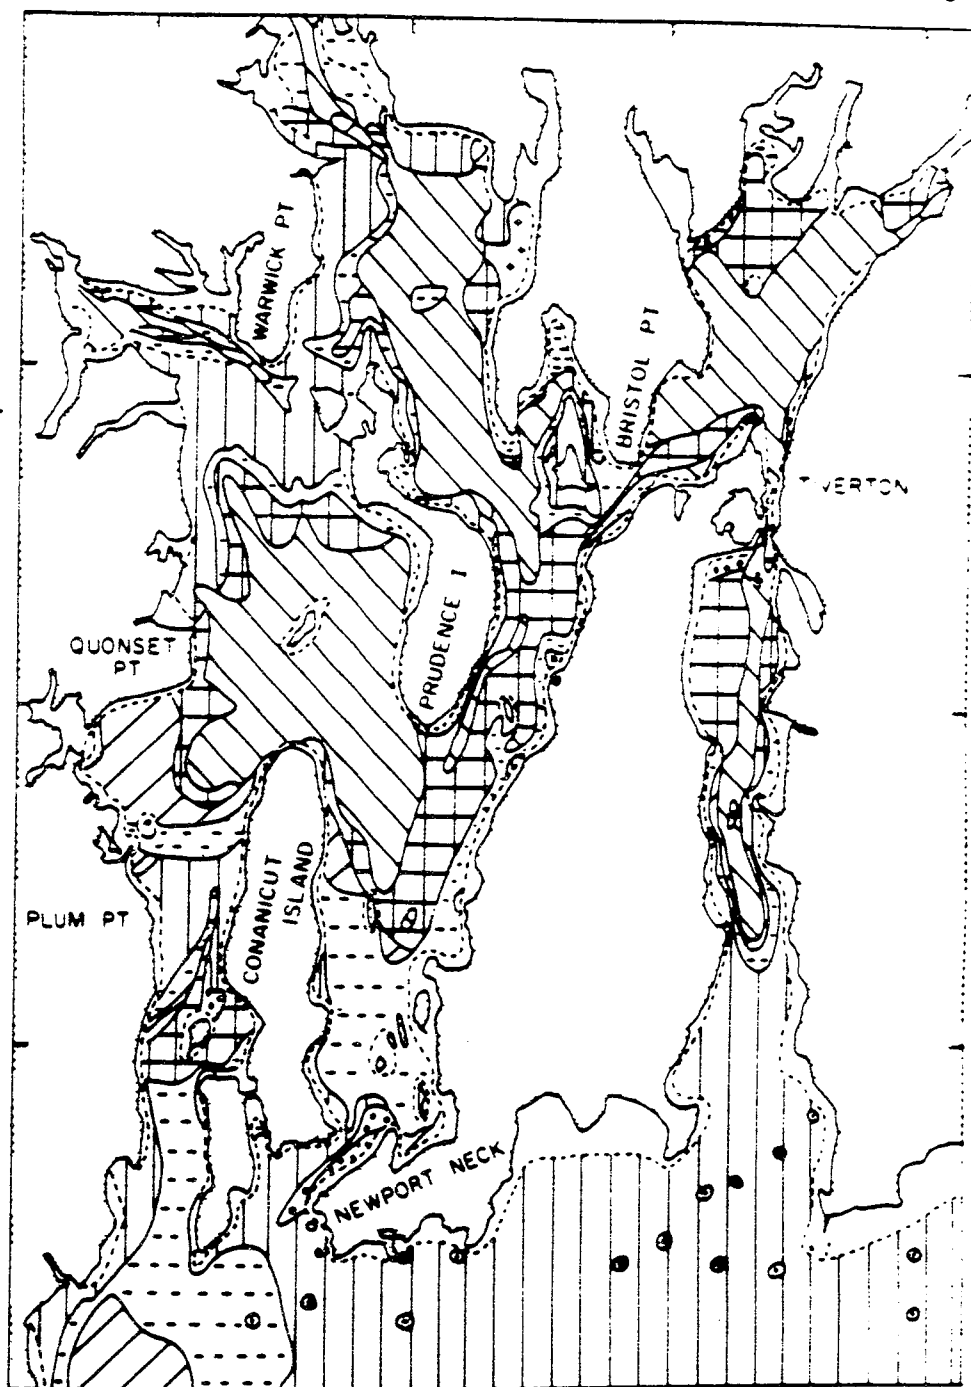 WARWICK PT
BRISTOL PT
TIVERTON
PRUDENCE I
QUONSET
PT
CONANICUT
ISLAND
PLUM PT
NEWPORT NECK